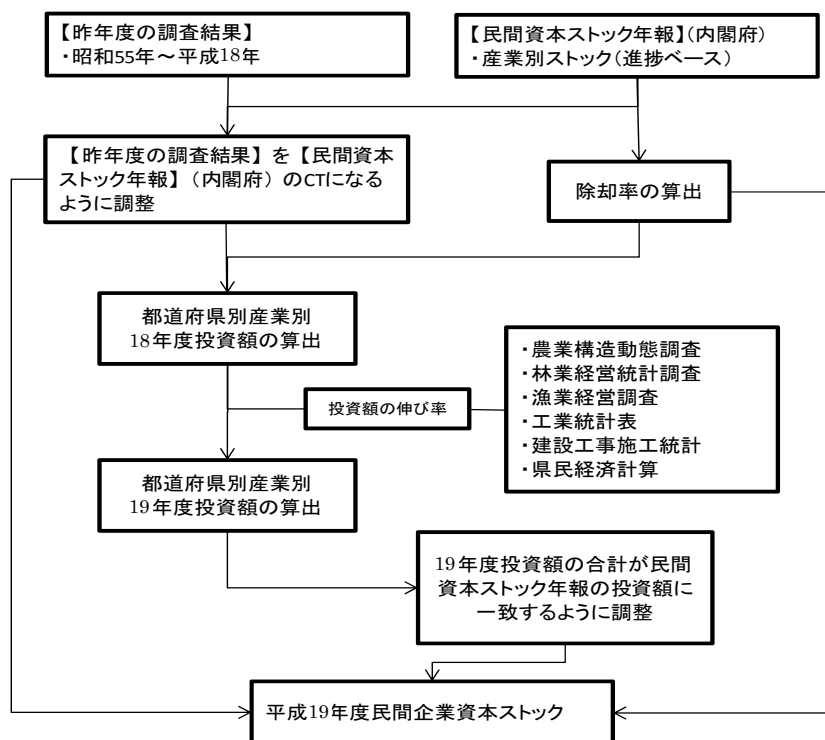 【昨年度の調査結果】
・昭和55年～平成18年
【民間資本ストック年報】(内閣府)
・産業別ストック(進捗ベース)
【昨年度の調査結果】を【民間資本
ストック年報】(内閣府)のCTになる
ように調整
除却率の算出
都道府県別産業別
18年度投資額の算出
投資額の伸び率
・農業構造動態調査
・林業経営統計調査
・漁業経営調査
・工業統計表
・建設工事施工統計
・県民経済計算
都道府県別産業別
19年度投資額の算出
19年度投資額の合計が民間
資本ストック年報の投資額に
一致するように調整
平成19年度民間企業資本ストック